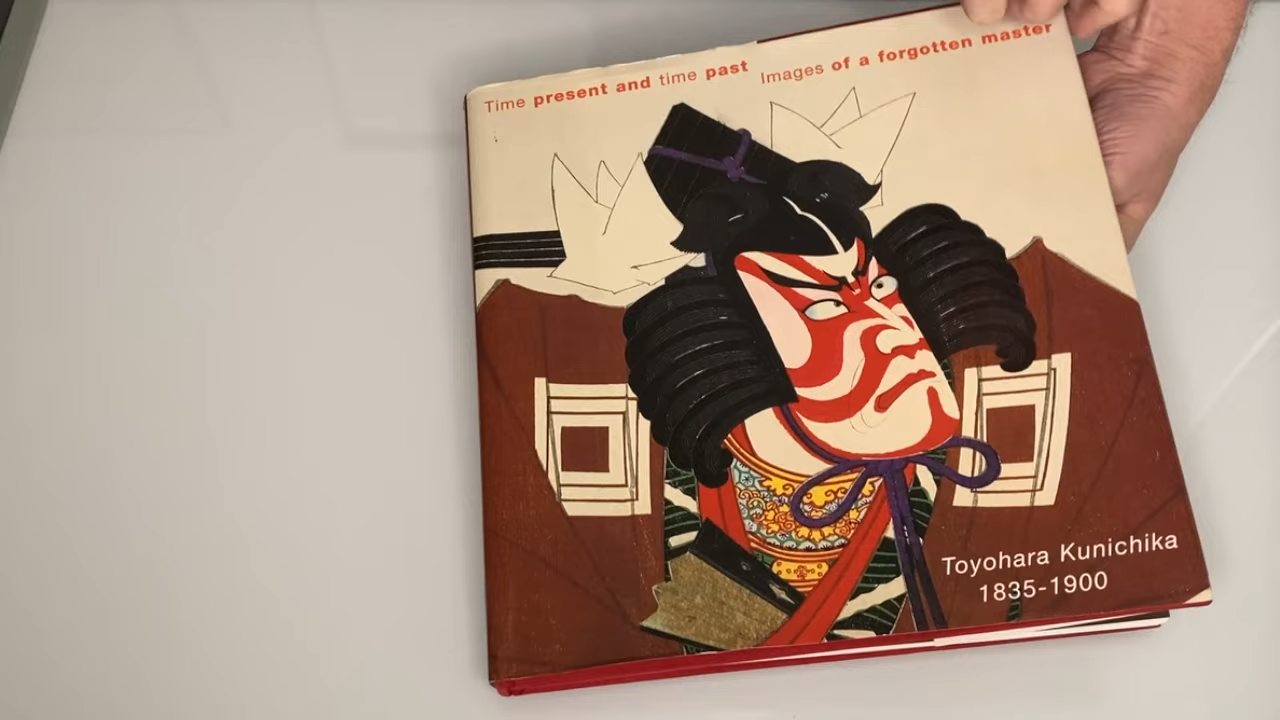 Time present and time past Images of a forgotten master
Toyohara Kunichika
1835-1900